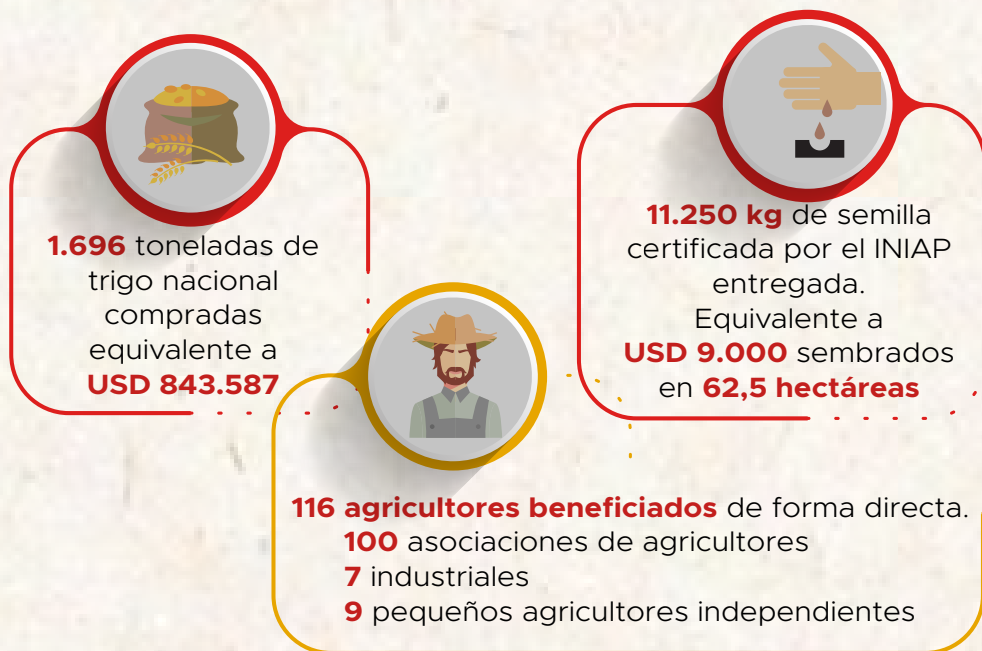 1.696 toneladas de
trigo nacional
compradas
equivalente a
USD 843.587
11.250 kg de semilla
certificada por el INIAP
entregada.
Equivalente a
USD 9.000 sembrados
en 62,5 hectáreas
116 agricultores beneficiados de forma directa.
100 asociaciones de agricultores
7 industriales
9 pequeños agricultores independientes